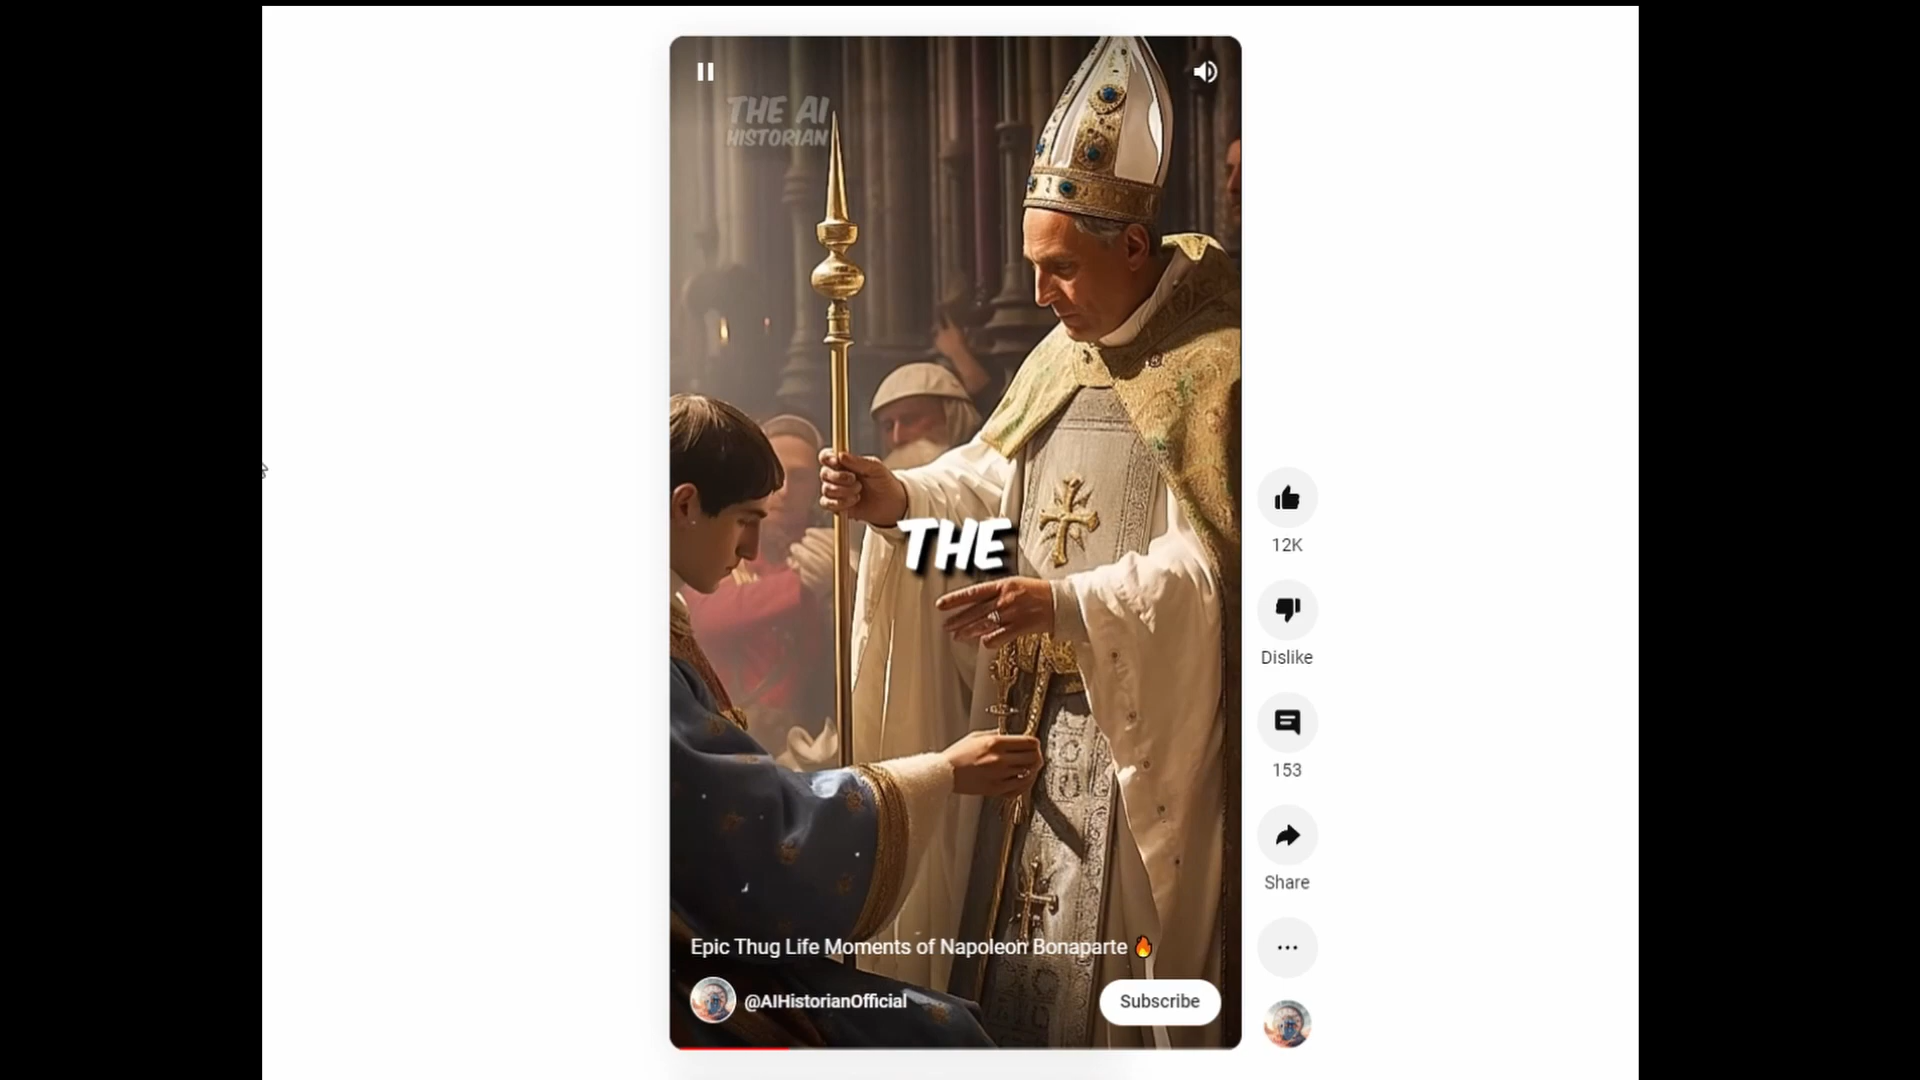 THE AI
HISTORIAN
THE
12K
Dislike
153
Share
Epic Thug Life Moments of Napoleon Bonaparte 🔥
@AIHistorianOfficial
Subscribe